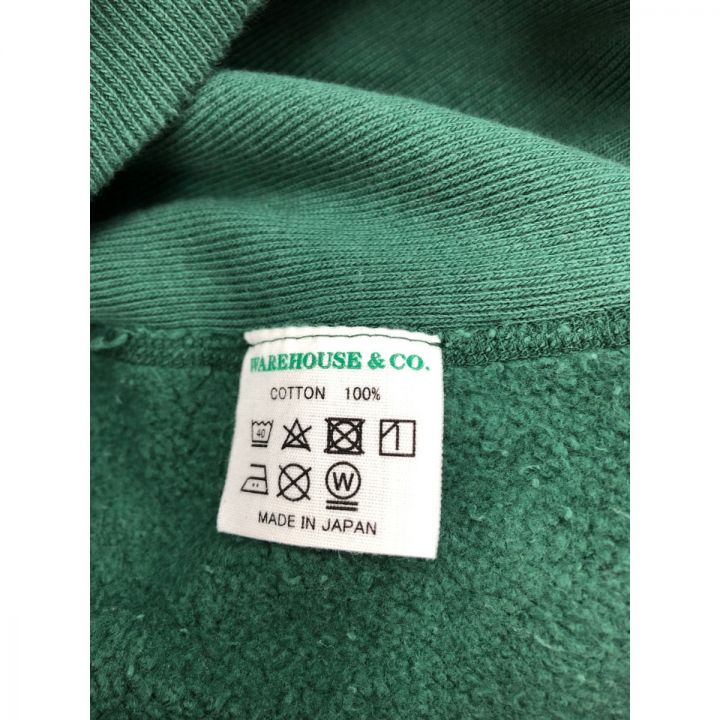 WAREHOUSE & CO.
COTTON 100%
40
W
MADE IN JAPAN